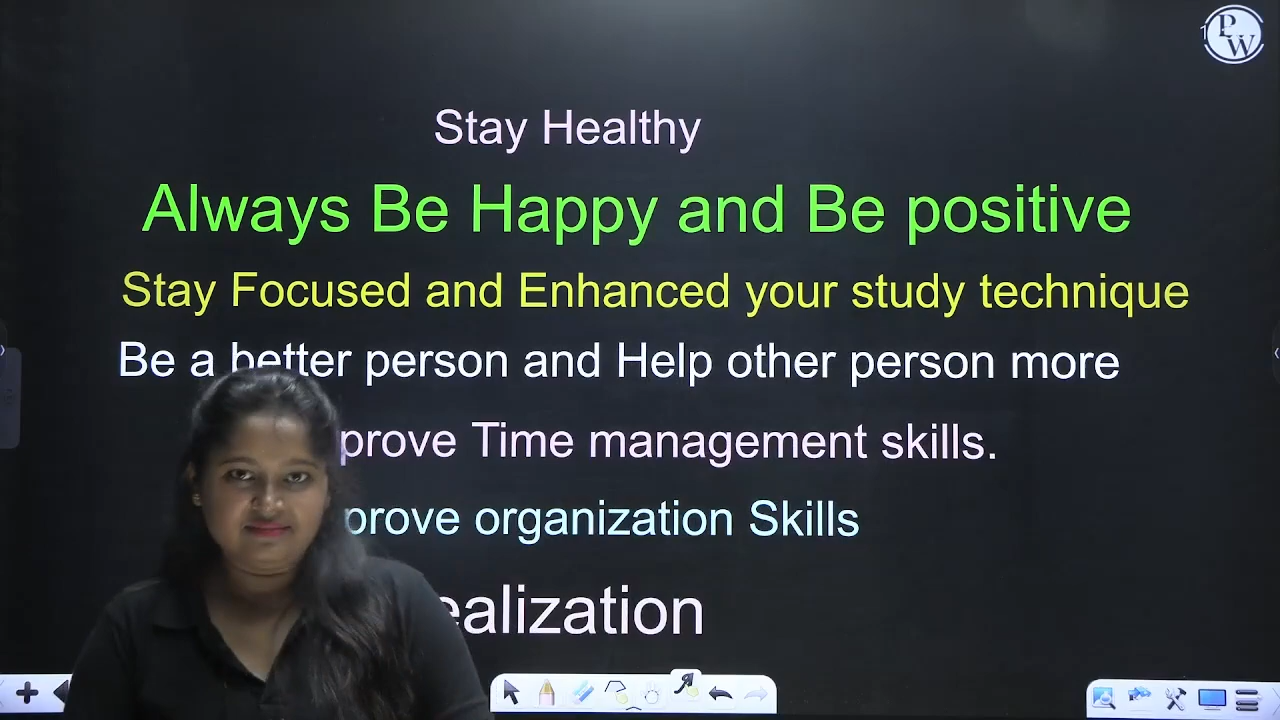 PW
Stay Healthy
Always Be Happy and Be positive
Stay Focused and Enhanced your study technique
Be a better person and Help other person more
prove Time management skills.
prove organization Skills
ealization